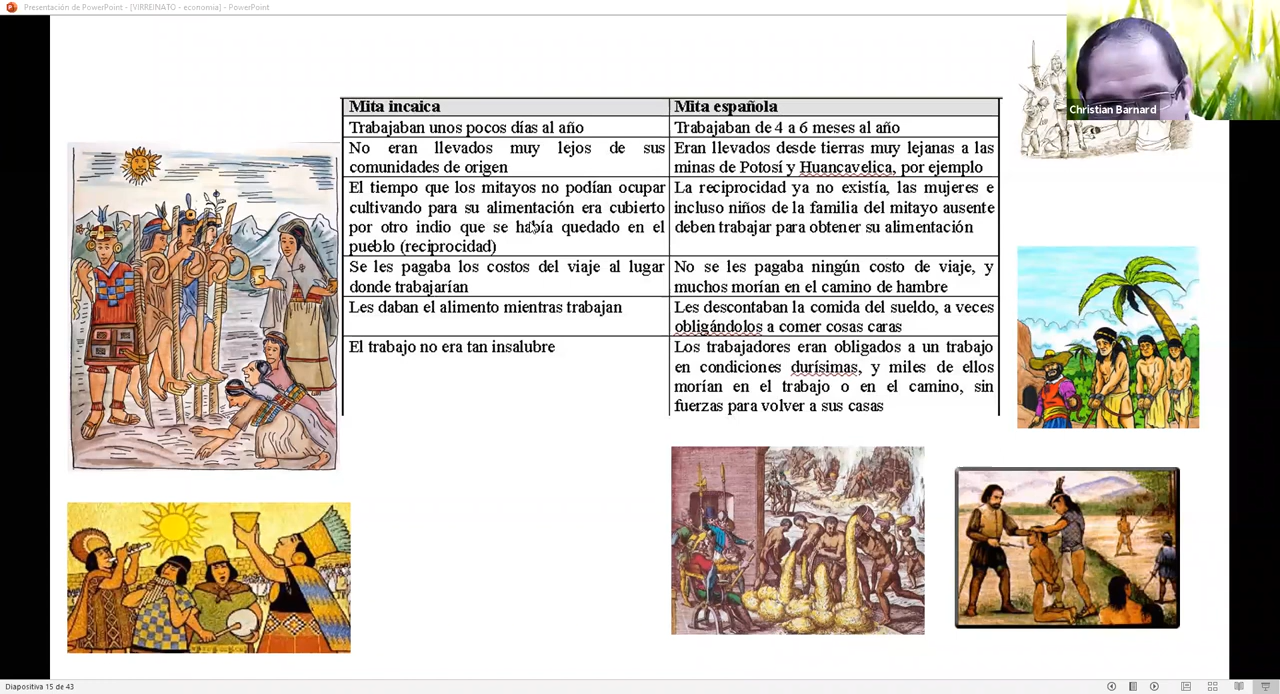 Presentación de PowerPoint - [VIRREINATO - economia] - PowerPoint
Christian Barnard
Mita incaica
Mita española
Trabajaban unos pocos días al año
Trabajaban de 4 a 6 meses al año
No eran llevados muy lejos de sus
comunidades de origen
Eran llevados desde tierras muy lejanas a las
minas de Potosí y Huancavelica, por ejemplo
El tiempo que los mitayos no podían ocupar
cultivando para su alimentación era cubierto
por otro indio que se había quedado en el
pueblo (reciprocidad)
La reciprocidad ya no existía, las mujeres e
incluso niños de la familia del mitayo ausente
deben trabajar para obtener su alimentación
Se les pagaba los costos del viaje al lugar
donde trabajarían
No se les pagaba ningún costo de viaje, y
muchos morían en el camino de hambre
Les daban el alimento mientras trabajan
Les descontaban la comida del sueldo, a veces
obligándolos a comer cosas caras
El trabajo no era tan insalubre
Los trabajadores eran obligados a un trabajo
en condiciones durísimas, y miles de ellos
morían en el trabajo o en el camino, sin
fuerzas para volver a sus casas
Diapositiva 15 de 43